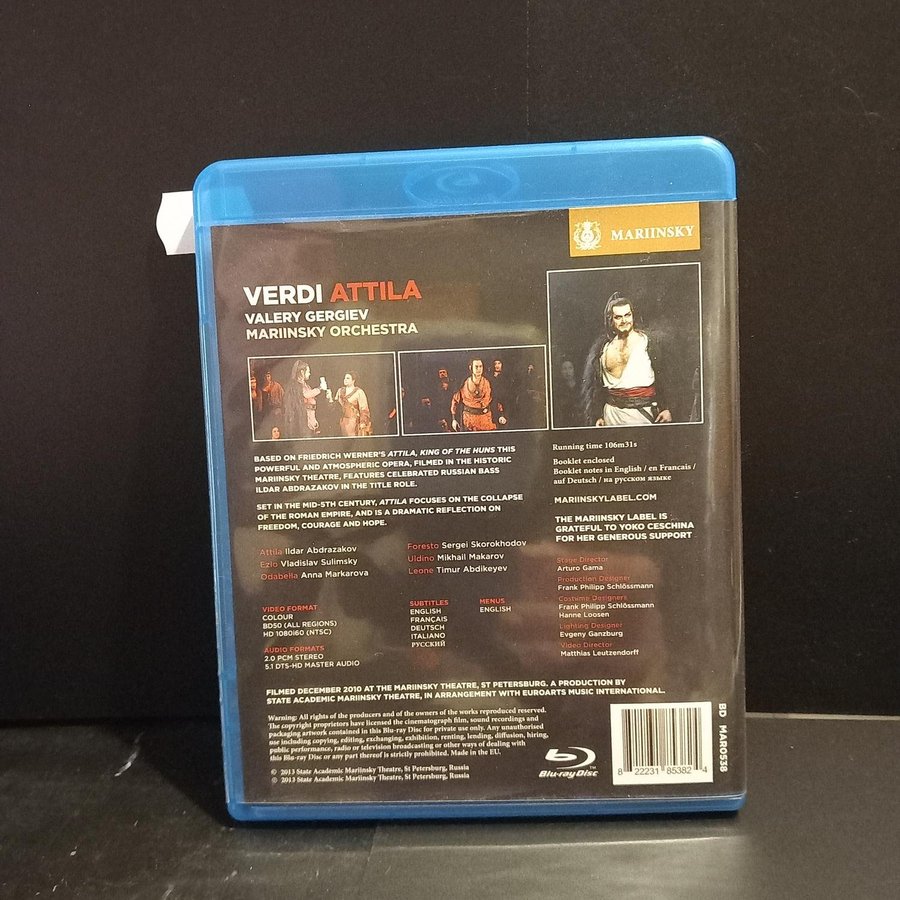 MARIINSKY
VERDI ATTILA
VALERY GERGIEV
MARIINSKY ORCHESTRA
BASED ON FRIEDRICH WERNER'S ATTILA, KING OF THE HUNS THIS
POWERFUL AND ATMOSPHERIC OPERA, FILMED IN THE HISTORIC
MARIINSKY THEATRE, FEATURES CELEBRATED RUSSIAN BASS
ILDAR ABDRAZAKOV IN THE TITLE ROLE.
SET IN THE MID-5TH CENTURY, ATTILA FOCUSES ON THE COLLAPSE
OF THE ROMAN EMPIRE, AND IS A DRAMATIC REFLECTION ON
FREEDOM, COURAGE AND HOPE.
Attila Ildar Abdrazakov
Ezio Vladislav Sulimsky
Odabella Anna Markarova
Foresto Sergei Skorokhodov
Uldino Mikhail Makarov
Leone Timur Abdikeyev
VIDEO FORMAT
COLOUR
BD50 (ALL REGIONS)
HD 1080i60 (NTSC)
AUDIO FORMATS
2.0 PCM STEREO
5.1 DTS-HD MASTER AUDIO
SUBTITLES
ENGLISH
FRANÇAIS
DEUTSCH
ITALIANO
РУССКИЙ
MENUS
ENGLISH
Running time 106m31s
Booklet enclosed
Booklet notes in English / en Francais /
auf Deutsch / на русском языке
MARIINSKYLABEL.COM
THE MARIINSKY LABEL IS
GRATEFUL TO YOKO CESCHINA
FOR HER GENEROUS SUPPORT
Stage Director
Arturo Gama
Production Designer
Frank Philipp Schlössmann
Costume Designers
Frank Philipp Schlössmann
Hanne Loosen
Lighting Designer
Evgeny Ganzburg
Video Director
Matthias Leutzendorff
FILMED DECEMBER 2010 AT THE MARIINSKY THEATRE, ST PETERSBURG. A PRODUCTION BY
STATE ACADEMIC MARIINSKY THEATRE, IN ARRANGEMENT WITH EUROARTS MUSIC INTERNATIONAL.
Warning: All rights of the producers and of the owners of the works reproduced reserved.
The copyright proprietors have licensed the cinematograph film, sound recordings and
packaging artwork contained in this Blu-ray Disc for private use only. Any unauthorised
use including copying, editing, exchanging, exhibition, renting, lending, diffusion, hiring,
public performance, radio or television broadcasting or other ways of dealing with
this Blu-ray Disc or any part thereof is strictly prohibited. Made in the EU.
℗ 2013 State Academic Mariinsky Theatre, St Petersburg, Russia
© 2013 State Academic Mariinsky Theatre, St Petersburg, Russia
Blu-ray Disc™
8 22231 85382 4
BD MAR0538